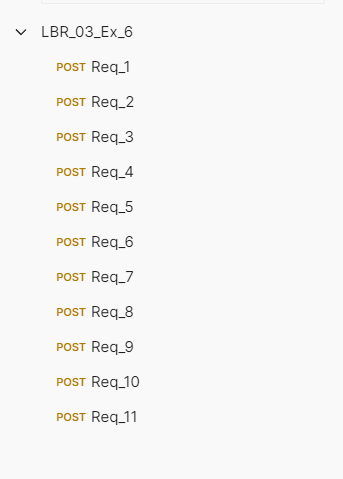 LBR_03_Ex_6
POST Req_1
POST Req_2
POST Req_3
POST Req_4
POST Req_5
POST Req_6
POST Req_7
POST Req_8
POST Req_9
POST Req_10
POST Req_11